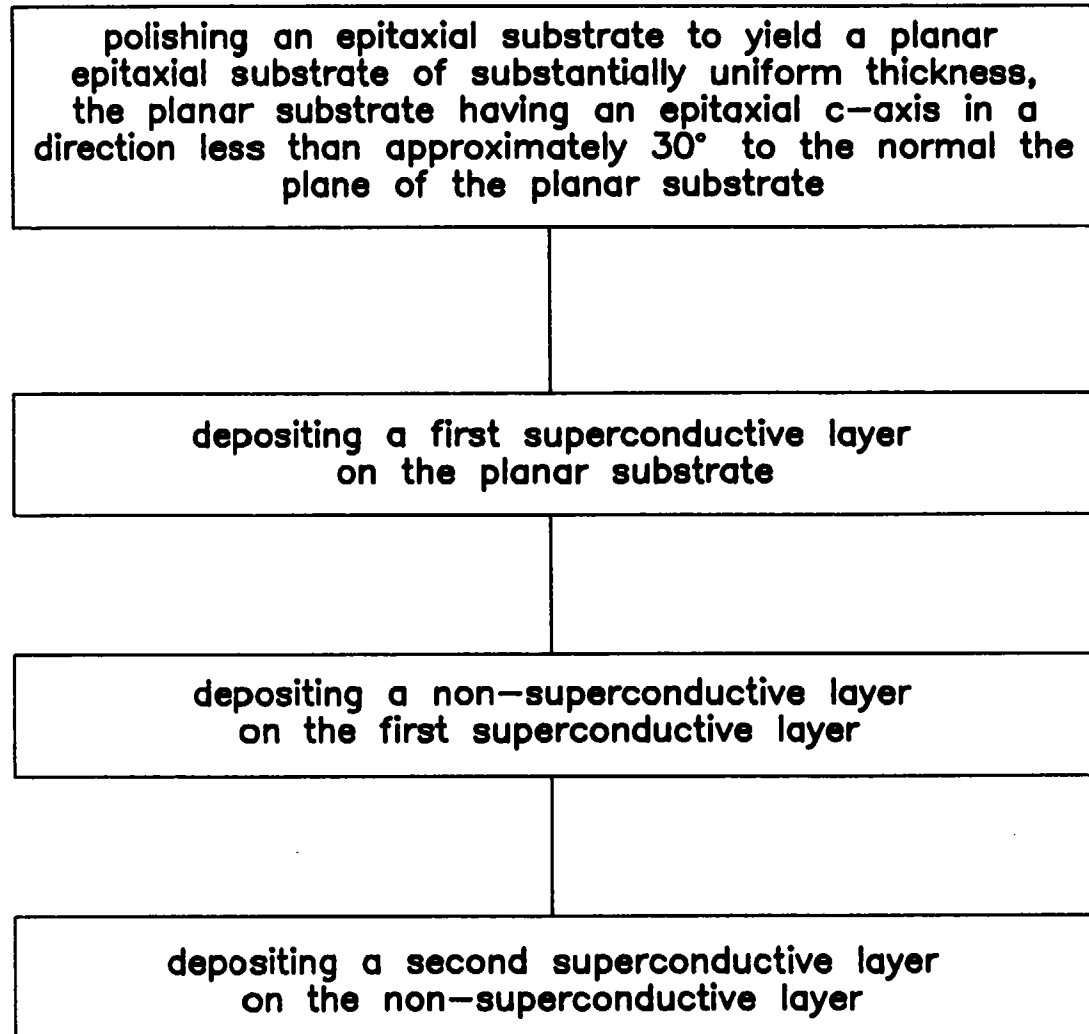 polishing an epitaxial substrate to yield a planar
epitaxial substrate of substantially uniform thickness,
the planar substrate having an epitaxial c-axis in a
direction less than approximately 30° to the normal the
plane of the planar substrate
depositing a first superconductive layer
on the planar substrate
depositing a non-superconductive layer
on the first superconductive layer
depositing a second superconductive layer
on the non-superconductive layer